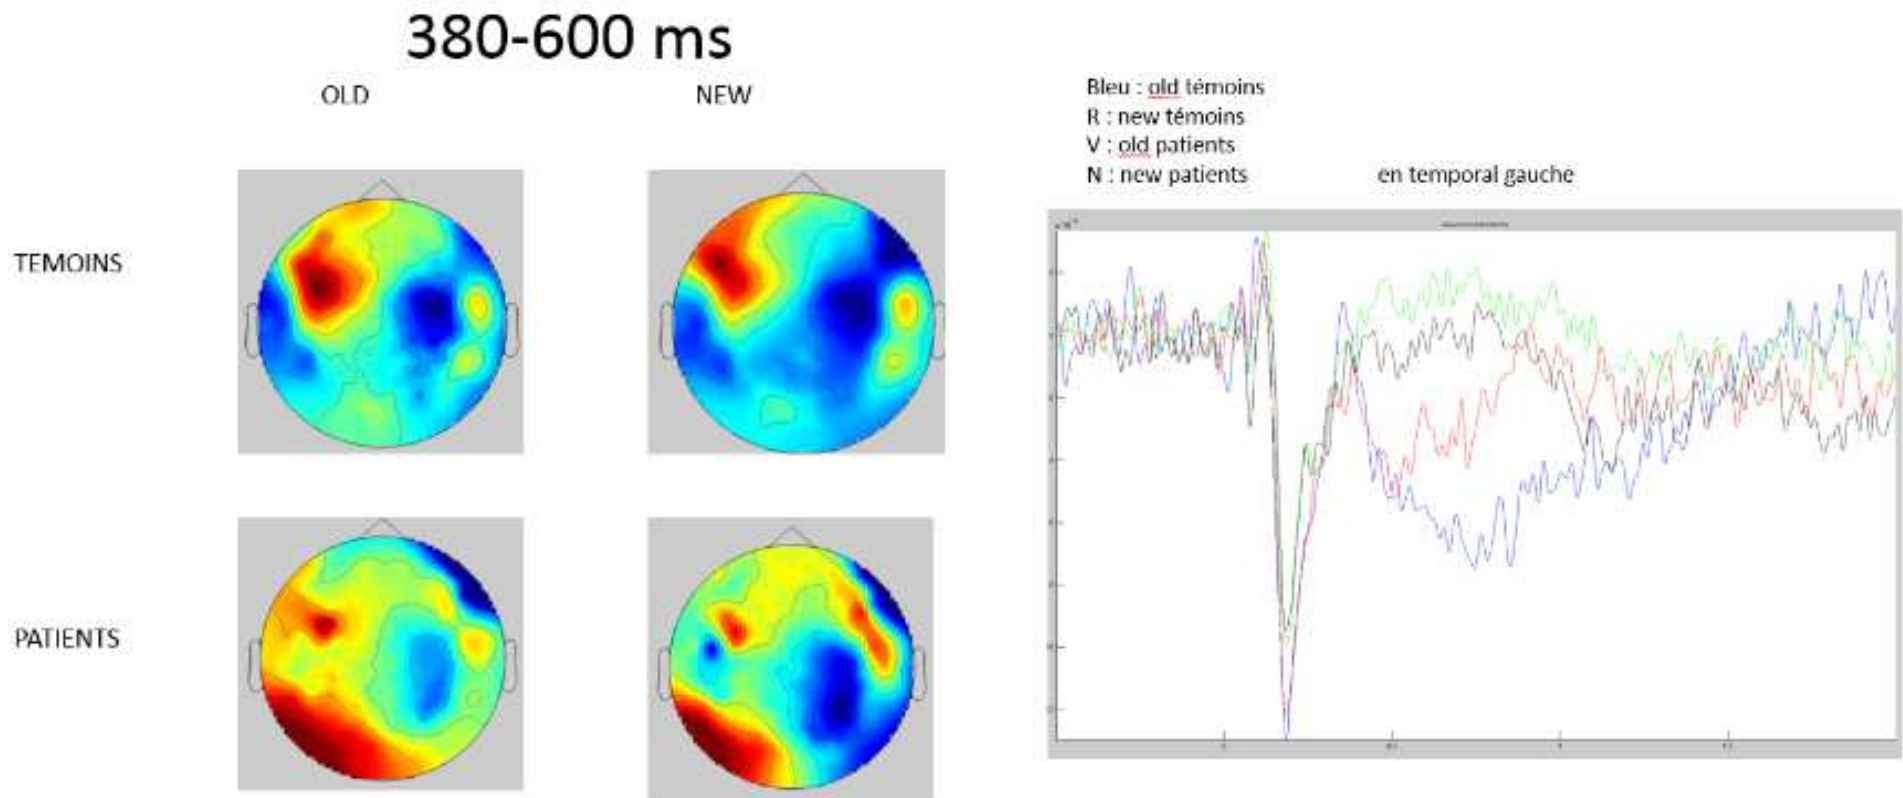 380-600 ms
OLD
NEW
Bleu : old témoins
R : new témoins
V : old patients
N : new patients
en temporal gauche
TEMOINS
PATIENTS